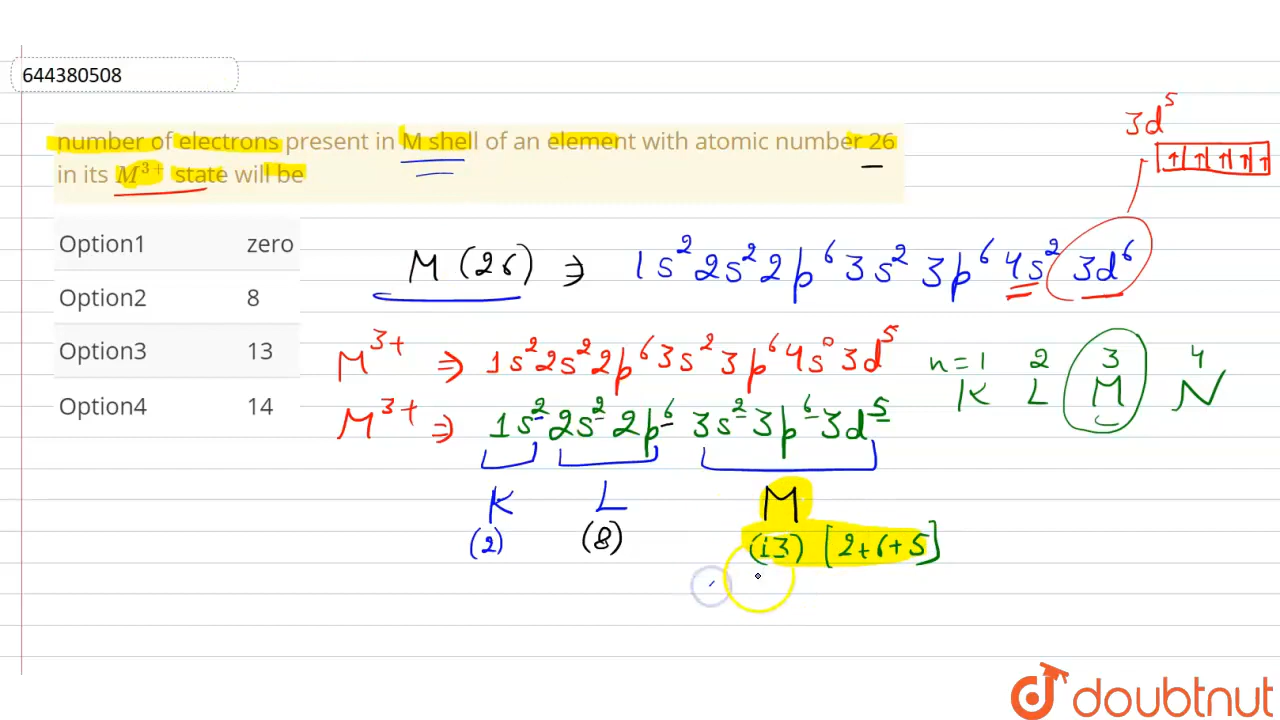 644380508
number of electrons present in M shell of an element with atomic number 26
in its M³⁺ state will be
Option1 zero
Option2 8
Option3 13
Option4 14
3d⁵
M (26) ⇒ 1s² 2s² 2p⁶ 3s² 3p⁶ 4s² 3d⁶
M³⁺ ⇒ 1s² 2s² 2p⁶ 3s² 3p⁶ 4s⁰ 3d⁵
n=1 2 3 4
K L M N
M³⁺ ⇒ 1s² 2s² 2p⁶ 3s² 3p⁶ 3d⁵
K L M
(2) (8) (13) [2+6+5]
doubtnut